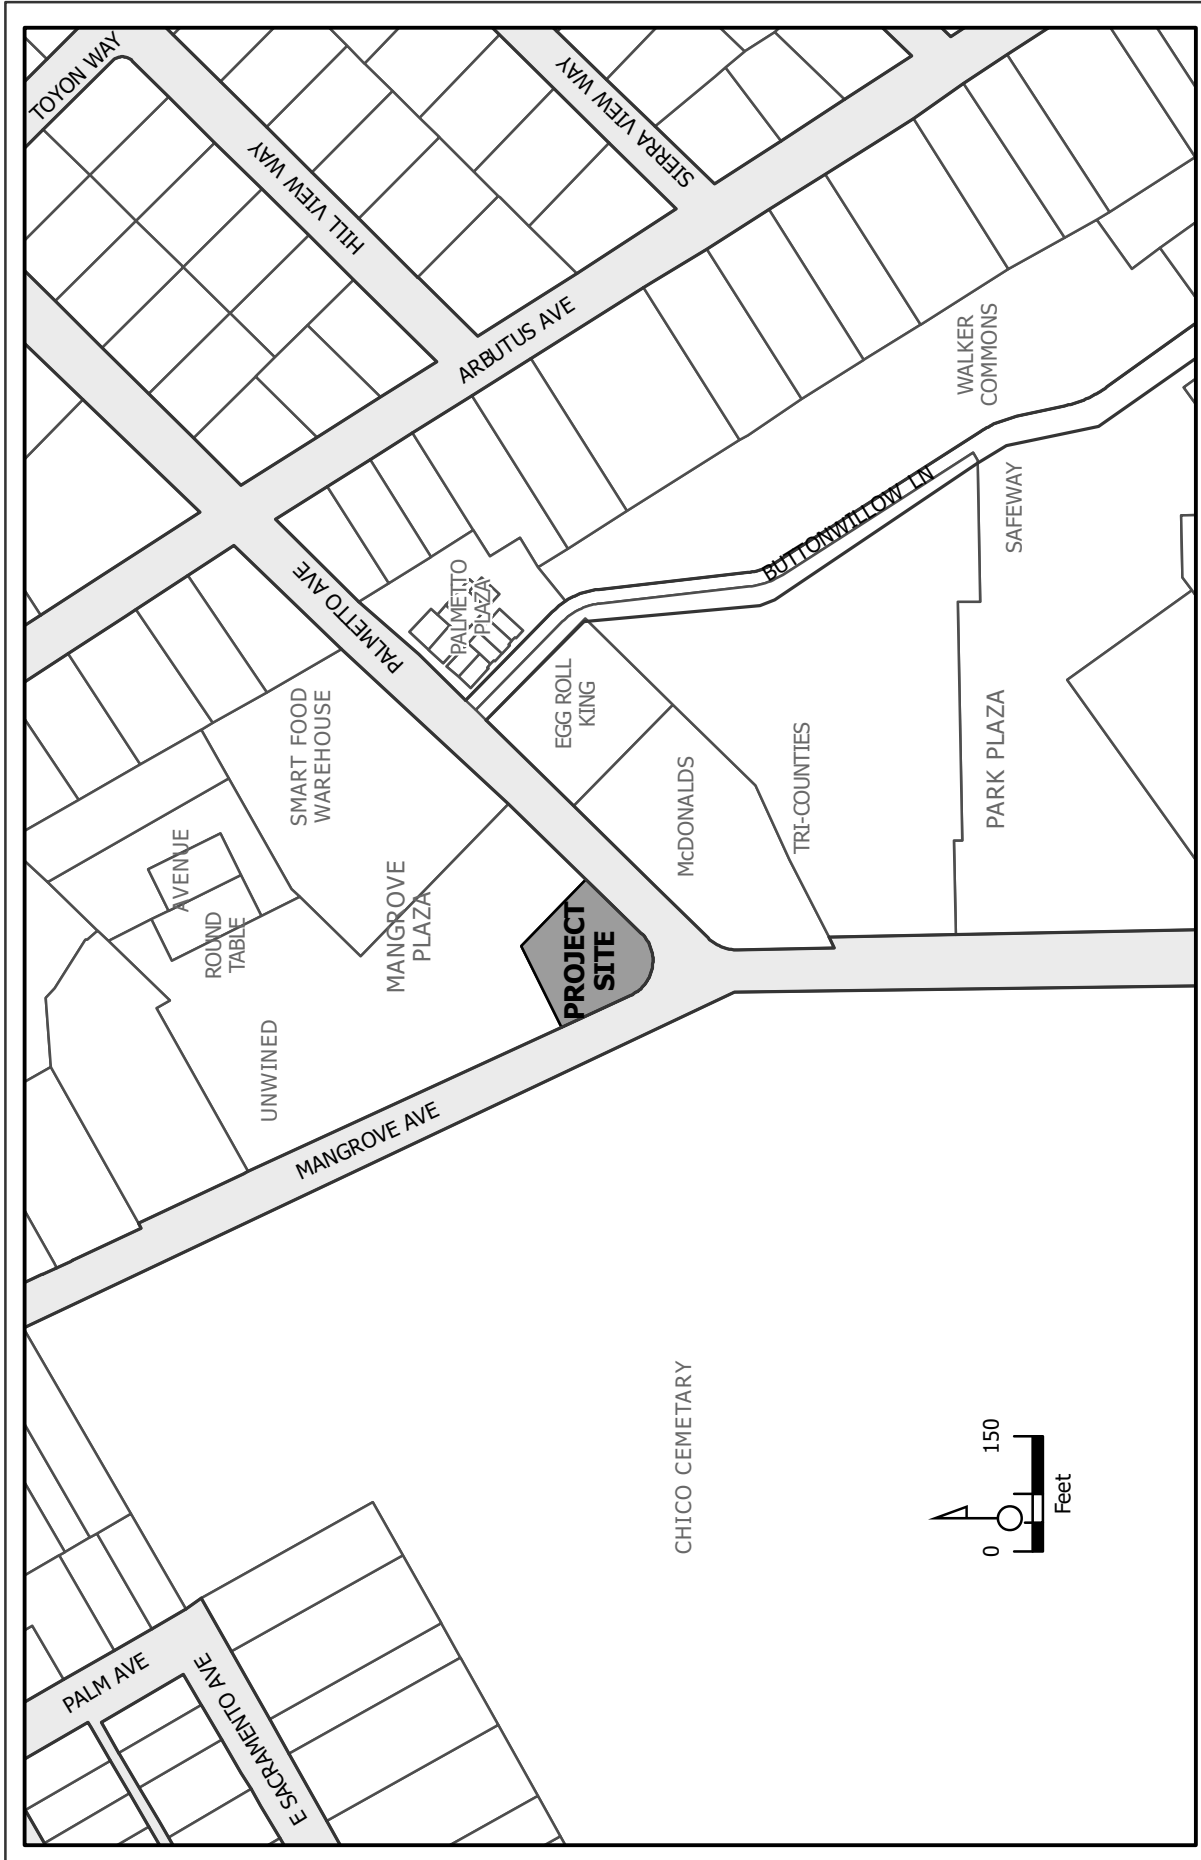 TOYON WAY
HILL VIEW WAY
SIERRA VIEW WAY
ARBUTUS AVE
PALMETTO AVE
WALKER
COMMONS
BUTTONWILLOW LN
SAFEWAY
PALMETTO
PLAZA
EGG ROLL
KING
SMART FOOD
WAREHOUSE
McDONALDS
TRI-COUNTIES
PARK PLAZA
AVENUE
ROUND
TABLE
MANGROVE
PLAZA
PROJECT
SITE
UNWINED
MANGROVE AVE
CHICO CEMETARY
PALM AVE
E SACRAMENTO AVE
0 150
Feet